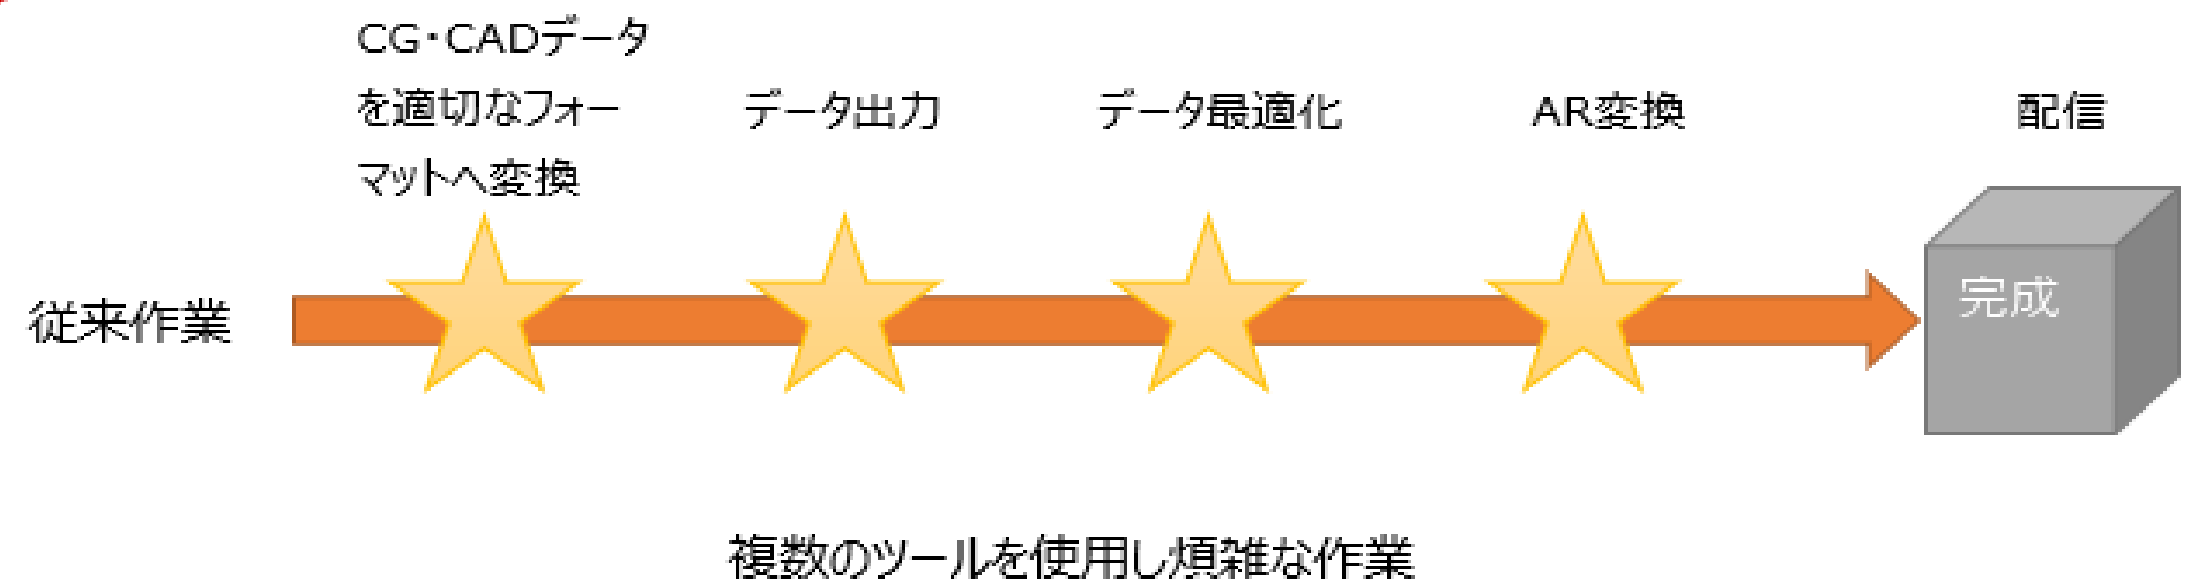 CG・CADデータ
を適切なフォー
マットへ変換
データ出力
データ最適化
AR変換
配信
従来作業
完成
複数のツールを使用し煩雑な作業